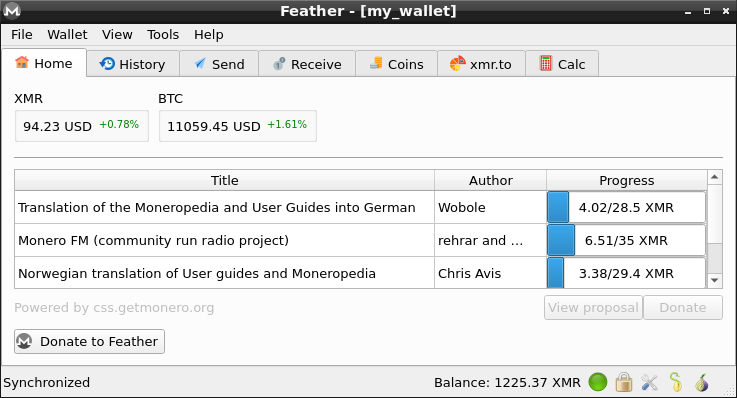 Feather - [my_wallet]
File Wallet View Tools Help
Home History Send Receive Coins xmr.to Calc
XMR BTC
94.23 USD +0.78% 11059.45 USD +1.61%
Title Author Progress
Translation of the Moneropedia and User Guides into German Wobole 4.02/28.5 XMR
Monero FM (community run radio project) rehrar and ... 6.51/35 XMR
Norwegian translation of User guides and Moneropedia Chris Avis 3.38/29.4 XMR
Powered by css.getmonero.org View proposal Donate
Donate to Feather
Synchronized Balance: 1225.37 XMR